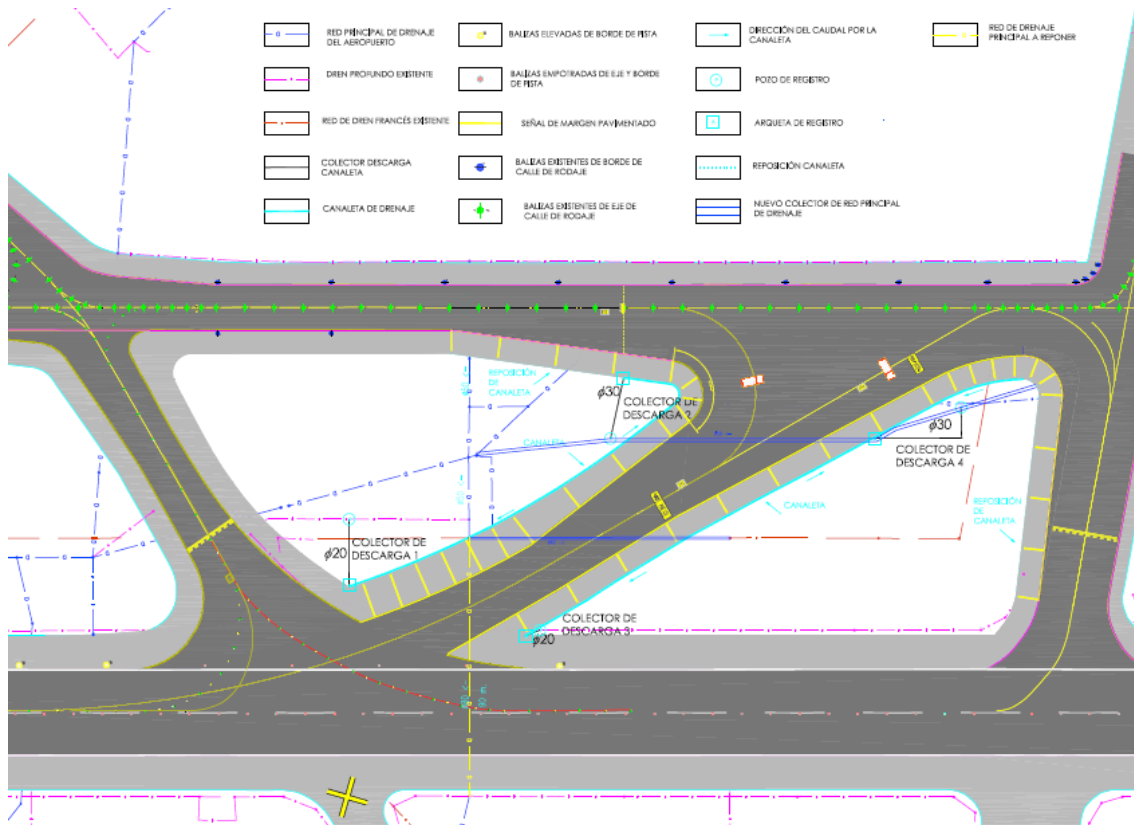 RED PRINCIPAL DE DRENAJE
DEL AEROPUERTO
BALIZAS ELEVADAS DE BORDE DE PISTA
DIRECCIÓN DEL CAUDAL POR LA
CANALETA
RED DE DRENAJE
PRINCIPAL A REPONER
DREN PROFUNDO EXISTENTE
BALIZAS EMPOTRADAS DE EJE Y BORDE
DE PISTA
POZO DE REGISTRO
RED DE DREN FRANCÉS EXISTENTE
SEÑAL DE MARGEN PAVIMENTADO
ARQUETA DE REGISTRO
COLECTOR DESCARGA
CANALETA
BALIZAS EXISTENTES DE BORDE DE
CALLE DE RODAJE
REPOSICIÓN CANALETA
CANALETA DE DRENAJE
BALIZAS EXISTENTES DE EJE DE
CALLE DE RODAJE
NUEVO COLECTOR DE RED PRINCIPAL
DE DRENAJE
REPOSICIÓN
DE
CANALETA
ϕ30
COLECTOR DE
DESCARGA 2
CANALETA
ϕ30
COLECTOR DE
DESCARGA 4
CANALETA
REPOSICIÓN
DE
CANALETA
COLECTOR DE
DESCARGA 1
ϕ20
COLECTOR DE
DESCARGA 3
ϕ20
90 m.